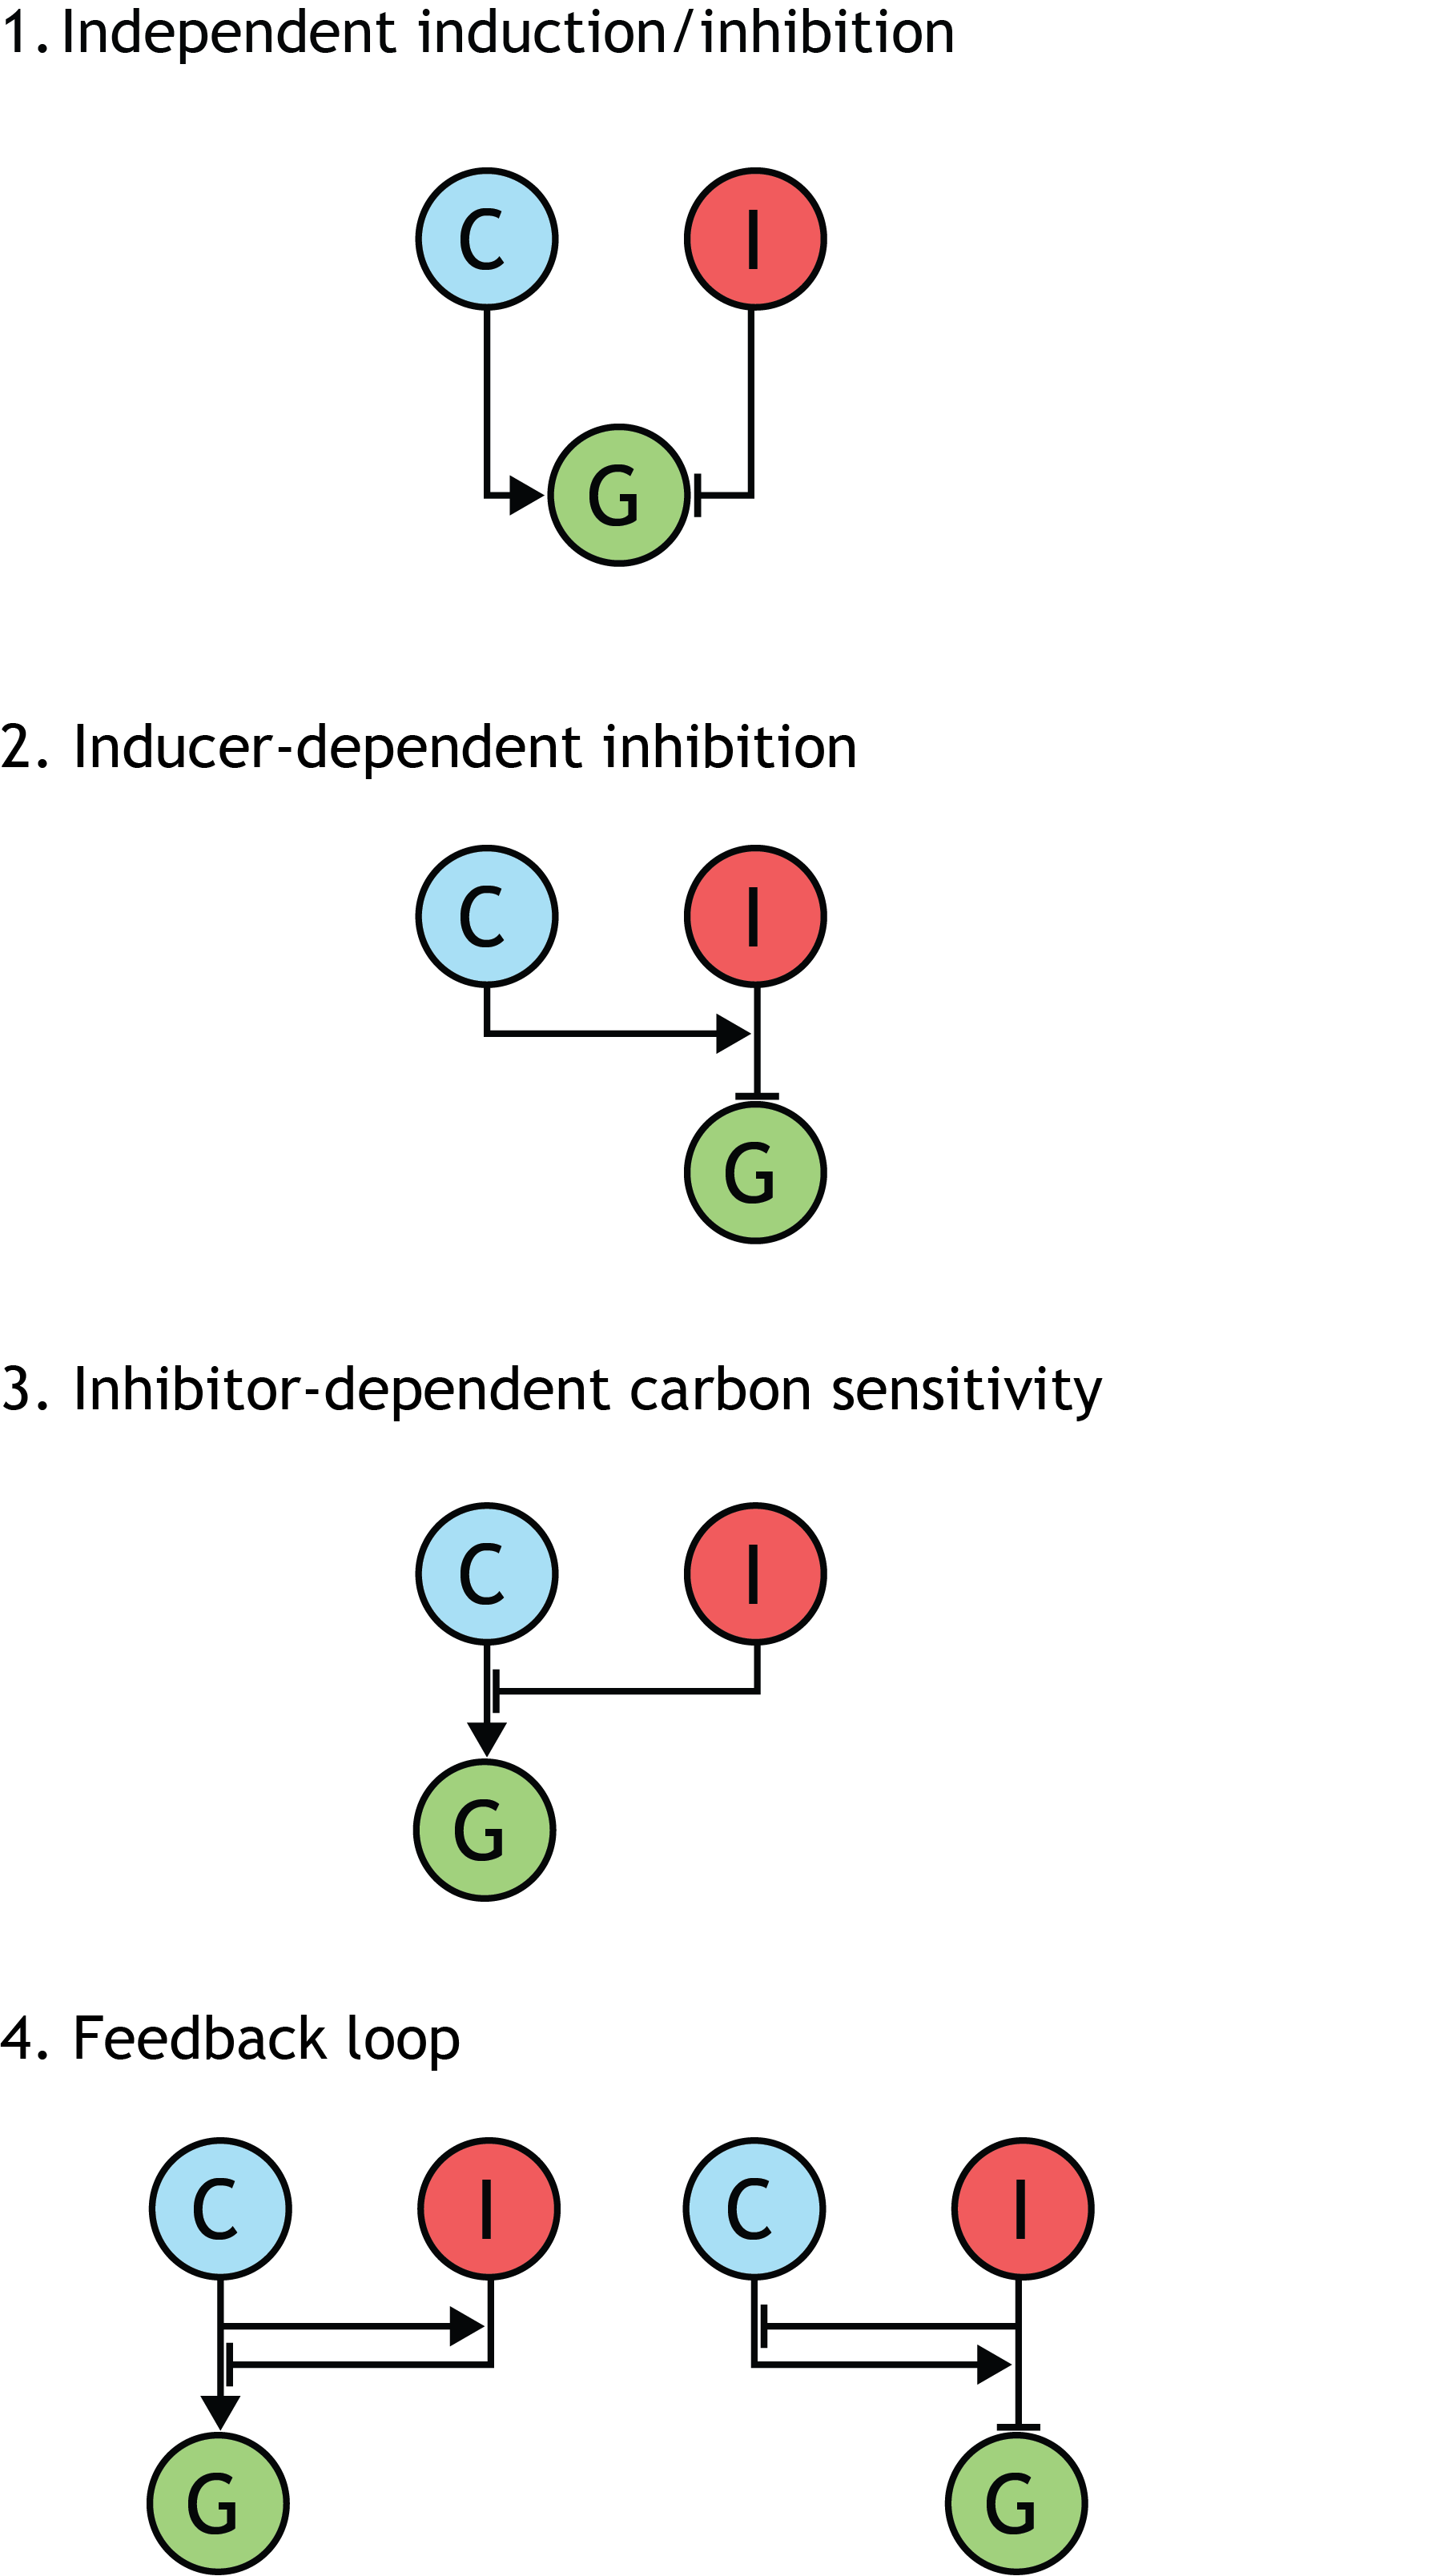 1. Independent induction/inhibition
C I
G
2. Inducer-dependent inhibition
C I
G
3. Inhibitor-dependent carbon sensitivity
C I
G
4. Feedback loop
C I C I
G G